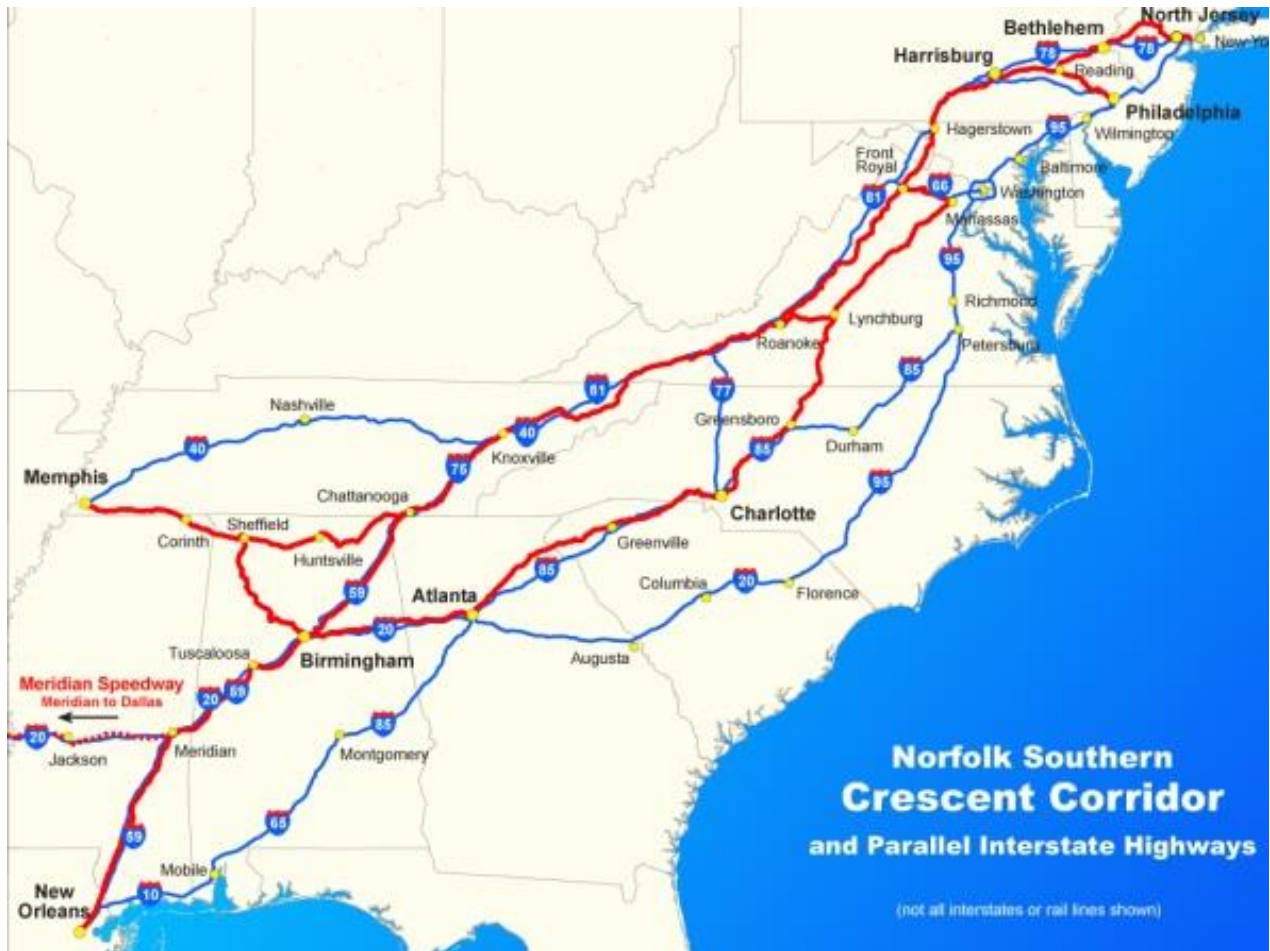 North Jersey
Bethlehem
78
78
New Yo
Harrisburg
Reading
Philadelphia
95
Wilmington
Hagerstown
Front
Royal
Baltimore
66
81
Washington
Manassas
95
Richmond
Lynchburg
Roanoke
Petersburg
85
77
81
Nashville
Greensboro
40
Knoxville
85
Durham
40
75
95
Memphis
Chattanooga
Charlotte
Sheffield
Corinth
Huntsville
Greenville
85
Columbia
20
Florence
59
Atlanta
20
Tuscaloosa
Birmingham
Augusta
Meridian Speedway
Meridian to Dallas
20
59
20
Jackson
Meridian
85
Montgomery
65
59
Mobile
10
New
Orleans
Norfolk Southern
Crescent Corridor
and Parallel Interstate Highways
(not all interstates or rail lines shown)